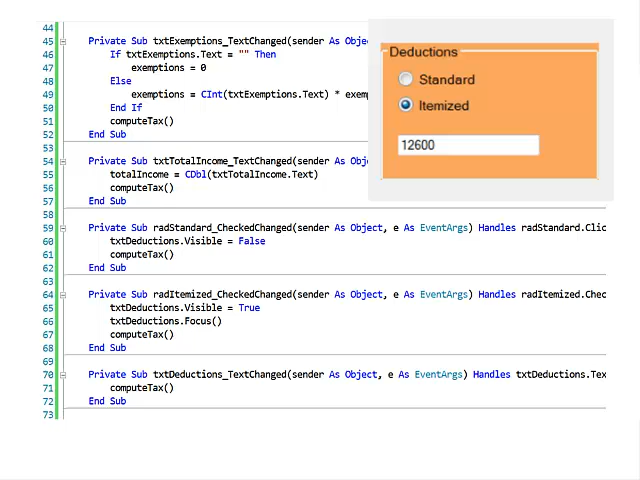 44
45 Private Sub txtExemptions_TextChanged(sender As Objec
46 If txtExemptions.Text = "" Then
47 exemptions = 0
48 Else
49 exemptions = CInt(txtExemptions.Text) * exemp
50 End If
51 computeTax()
52 End Sub
53
54 Private Sub txtTotalIncome_TextChanged(sender As Obje
55 totalIncome = CDbl(txtTotalIncome.Text)
56 computeTax()
57 End Sub
58
59 Private Sub radStandard_CheckedChanged(sender As Object, e As EventArgs) Handles radStandard.Clic
60 txtDeductions.Visible = False
61 computeTax()
62 End Sub
63
64 Private Sub radItemized_CheckedChanged(sender As Object, e As EventArgs) Handles radItemized.Chec
65 txtDeductions.Visible = True
66 txtDeductions.Focus()
67 computeTax()
68 End Sub
69
70 Private Sub txtDeductions_TextChanged(sender As Object, e As EventArgs) Handles txtDeductions.Tex
71 computeTax()
72 End Sub
73
Deductions
Standard
Itemized
12600